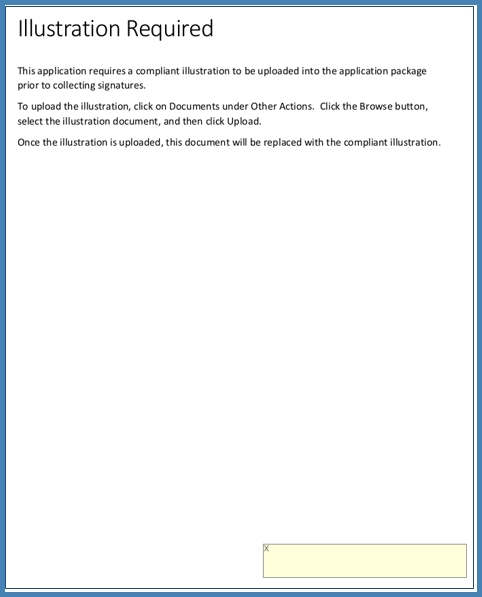 Illustration Required
This application requires a compliant illustration to be uploaded into the application package
prior to collecting signatures.
To upload the illustration, click on Documents under Other Actions.  Click the Browse button,
select the illustration document, and then click Upload.
Once the illustration is uploaded, this document will be replaced with the compliant illustration.
X